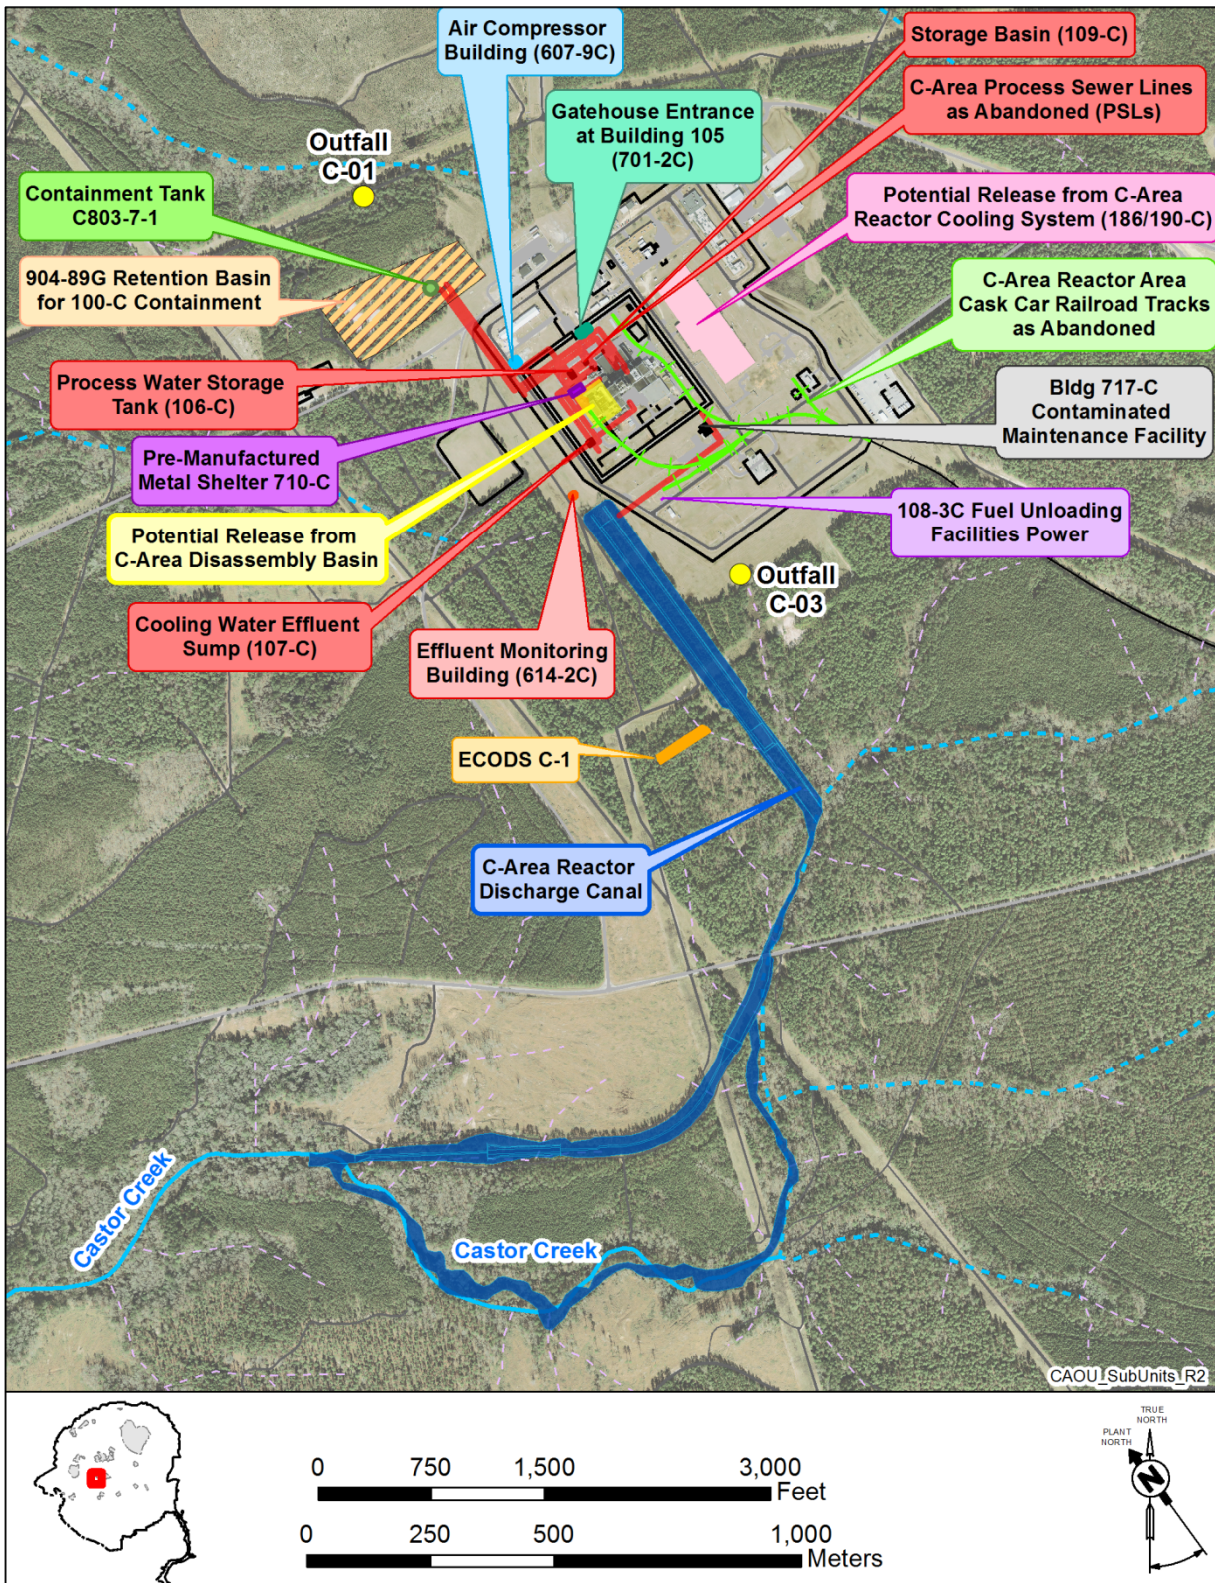 Air Compressor
Building (607-9C)
Storage Basin (109-C)
C-Area Process Sewer Lines
as Abandoned (PSLs)
Gatehouse Entrance
at Building 105
(701-2C)
Outfall
C-01
Containment Tank
C803-7-1
Potential Release from C-Area
Reactor Cooling System (186/190-C)
904-89G Retention Basin
for 100-C Containment
C-Area Reactor Area
Cask Car Railroad Tracks
as Abandoned
Process Water Storage
Tank (106-C)
Bldg 717-C
Contaminated
Maintenance Facility
Pre-Manufactured
Metal Shelter 710-C
108-3C Fuel Unloading
Facilities Power
Potential Release from
C-Area Disassembly Basin
Outfall
C-03
Cooling Water Effluent
Sump (107-C)
Effluent Monitoring
Building (614-2C)
ECODS C-1
C-Area Reactor
Discharge Canal
Castor Creek
Castor Creek
CAOU_SubUnits_R2
TRUE
NORTH
PLANT
NORTH
N
0 750 1,500 3,000
Feet
0 250 500 1,000
Meters